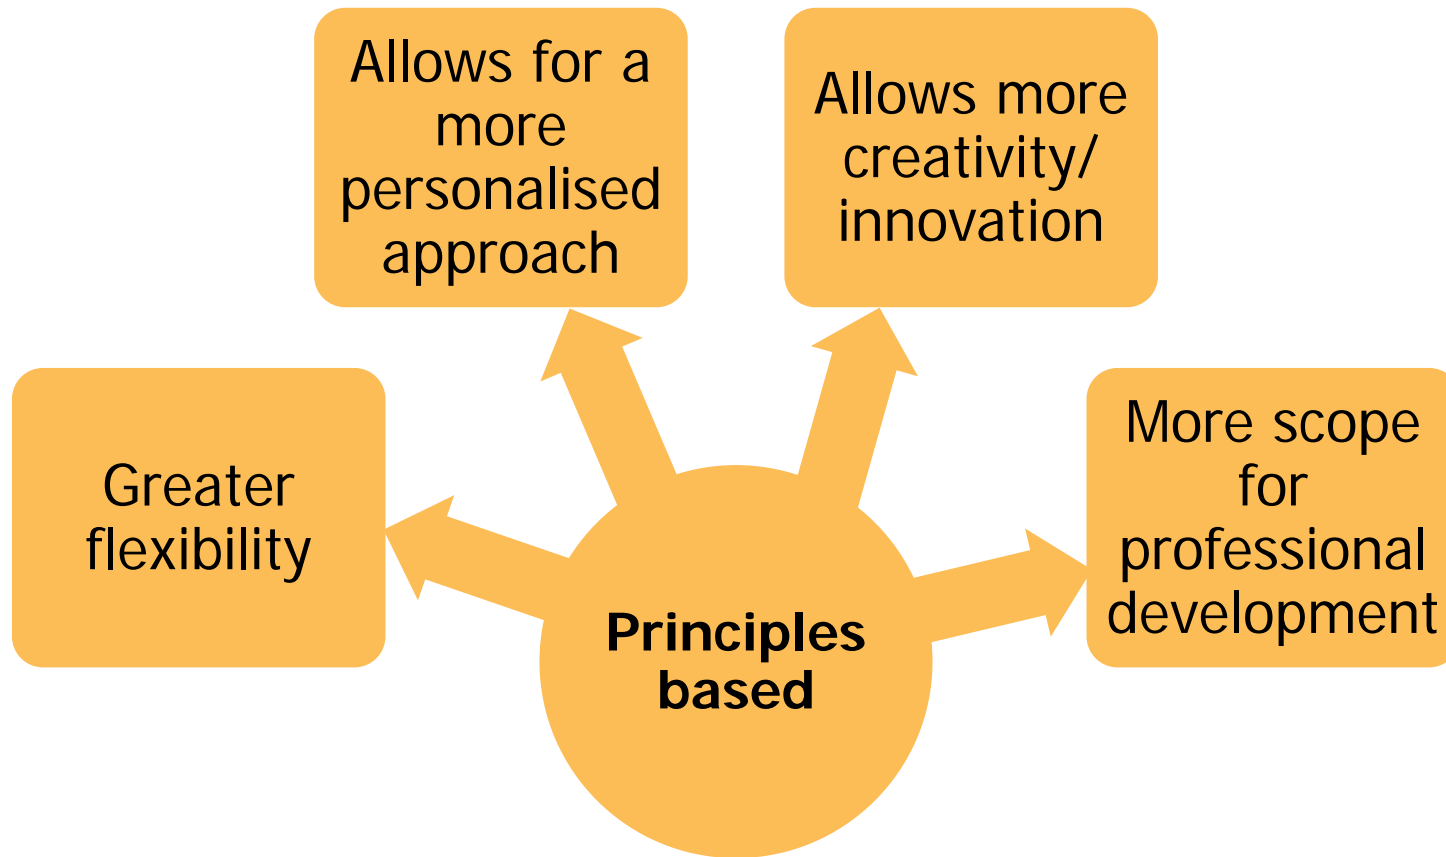 Allows for a
more
personalised
approach
Allows more
creativity/
innovation
Greater
flexibility
More scope
for
professional
development
Principles
based